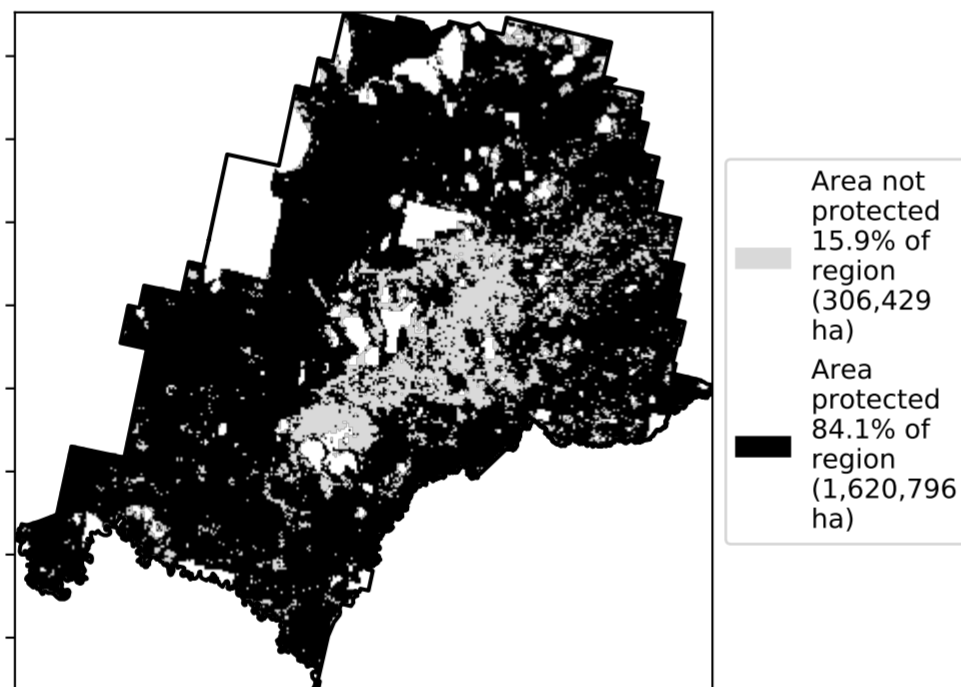 Area not
protected
15.9% of
region
(306,429
ha)
Area
protected
84.1% of
region
(1,620,796
ha)